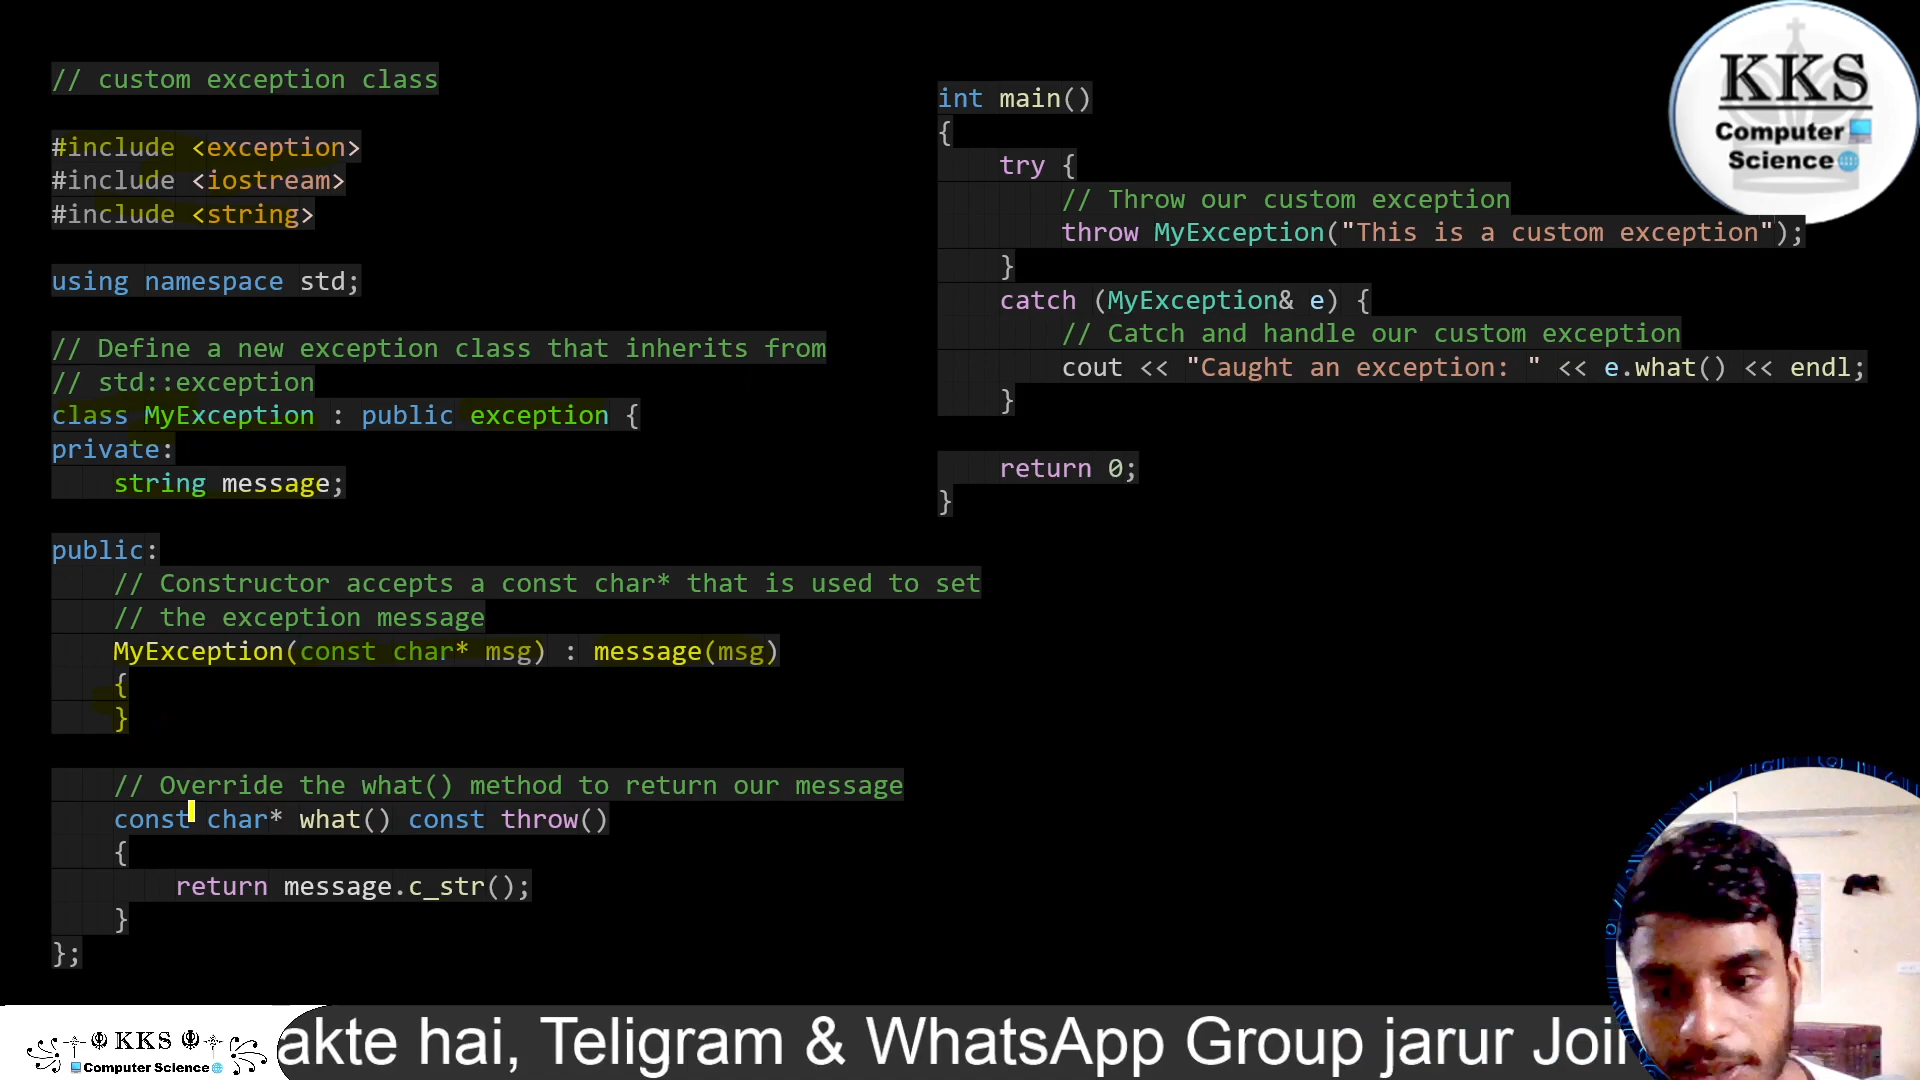 // custom exception class
#include <exception>
#include <iostream>
#include <string>
using namespace std;
// Define a new exception class that inherits from
// std::exception
class MyException : public exception {
private:
    string message;
public:
    // Constructor accepts a const char* that is used to set
    // the exception message
    MyException(const char* msg) : message(msg)
    {
    }
    // Override the what() method to return our message
    const char* what() const throw()
    {
        return message.c_str();
    }
};
int main()
{
    try {
        // Throw our custom exception
        throw MyException("This is a custom exception");
    }
    catch (MyException& e) {
        // Catch and handle our custom exception
        cout << "Caught an exception: " << e.what() << endl;
    }
    return 0;
}
KKS
Computer
Science
KKS
Computer Science
akte hai, Teligram & WhatsApp Group jarur Joi